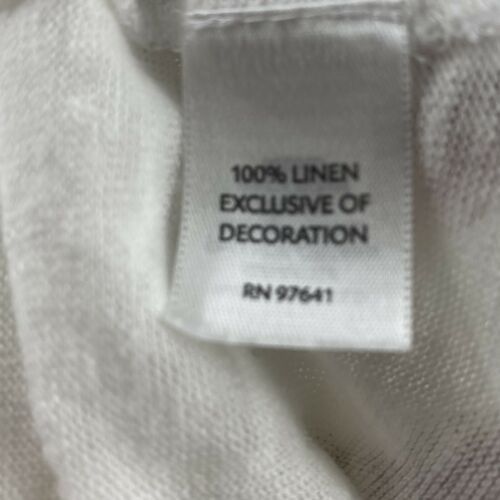 100% LINEN
EXCLUSIVE OF
DECORATION
RN 97641